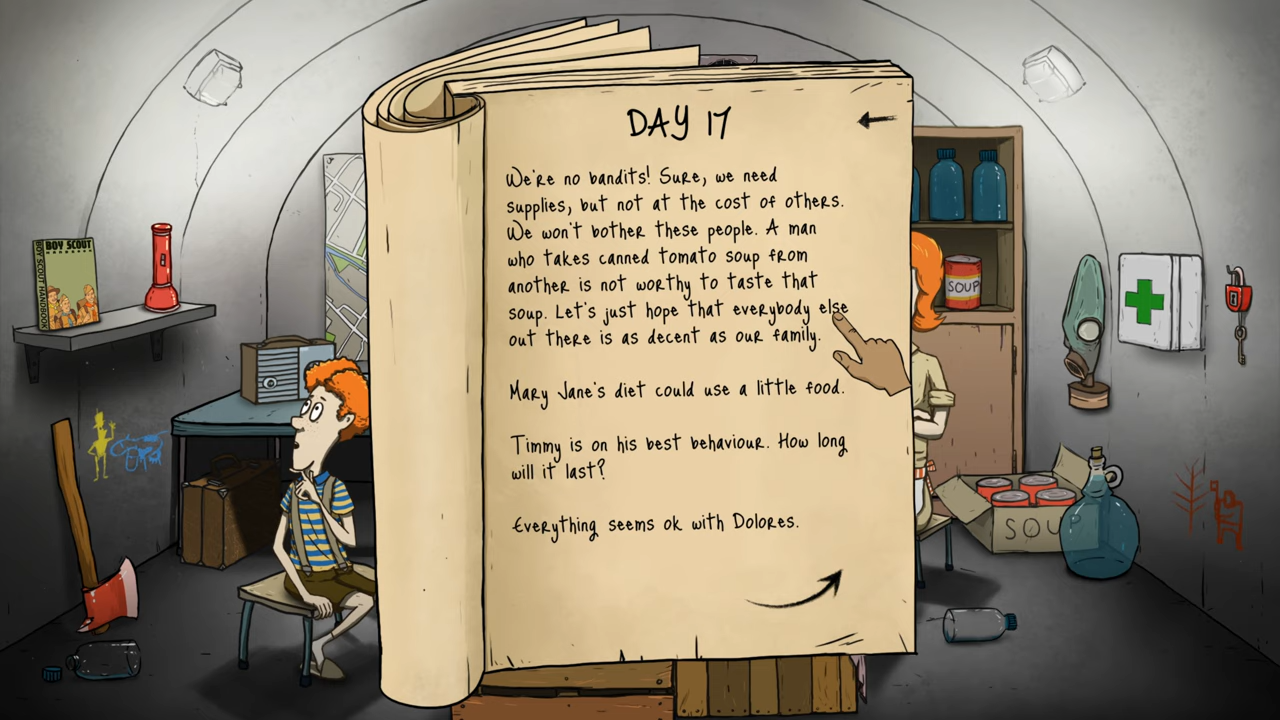 DAY 17
We're no bandits! Sure, we need
supplies, but not at the cost of others.
We won't bother these people. A man
who takes canned tomato soup from
another is not worthy to taste that
soup. Let's just hope that everybody else
out there is as decent as our family.
Mary Jane's diet could use a little food.
Timmy is on his best behaviour. How long
will it last?
Everything seems ok with Dolores.
BOY SCOUT
BOY SCOUT HANDBOOK
SOUP
SOU